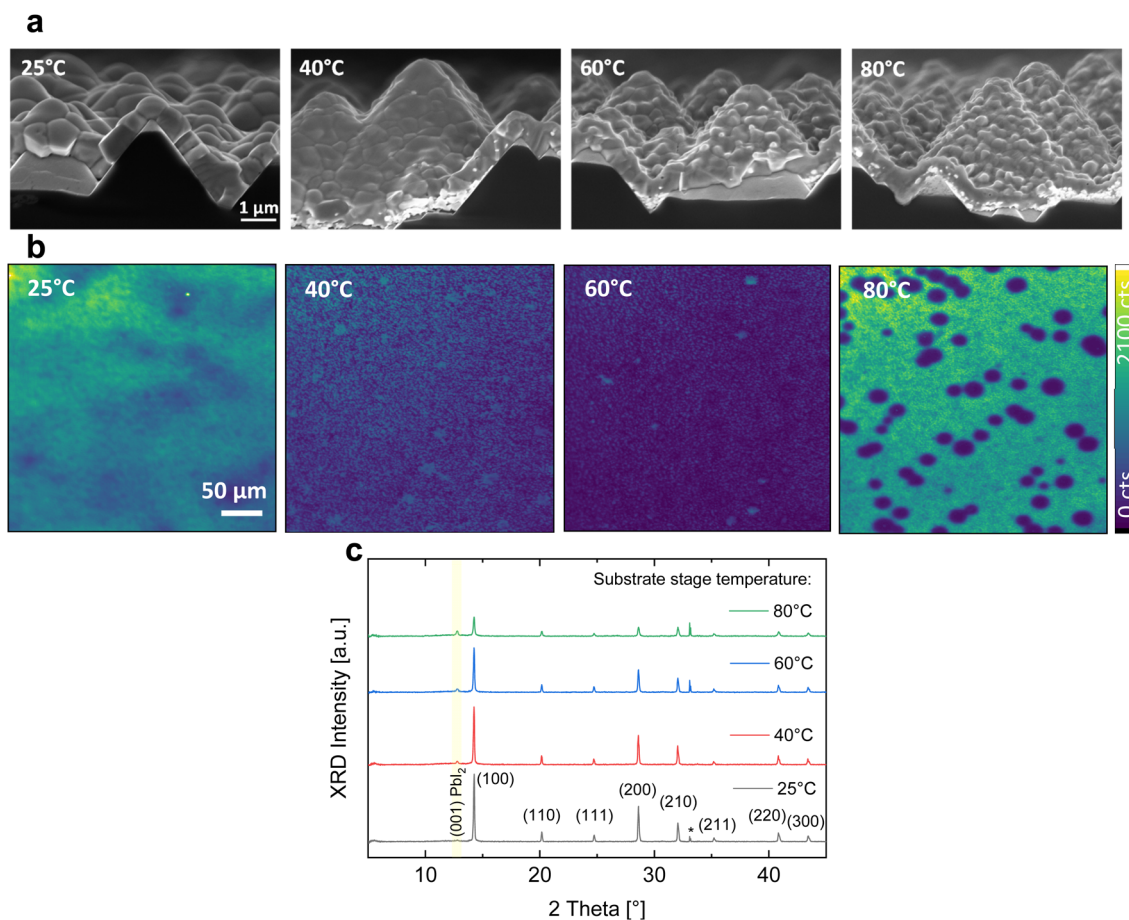 a
25°C
40°C
60°C
80°C
1 µm
b
25°C
40°C
60°C
80°C
50 µm
2100 cts
0 cts
c
Substrate stage temperature:
80°C
60°C
40°C
25°C
(001) PbI₂
(100)
(110)
(111)
(200)
(210)
*
(211)
(220)
(300)
XRD Intensity [a.u.]
10 20 30 40
2 Theta [°]